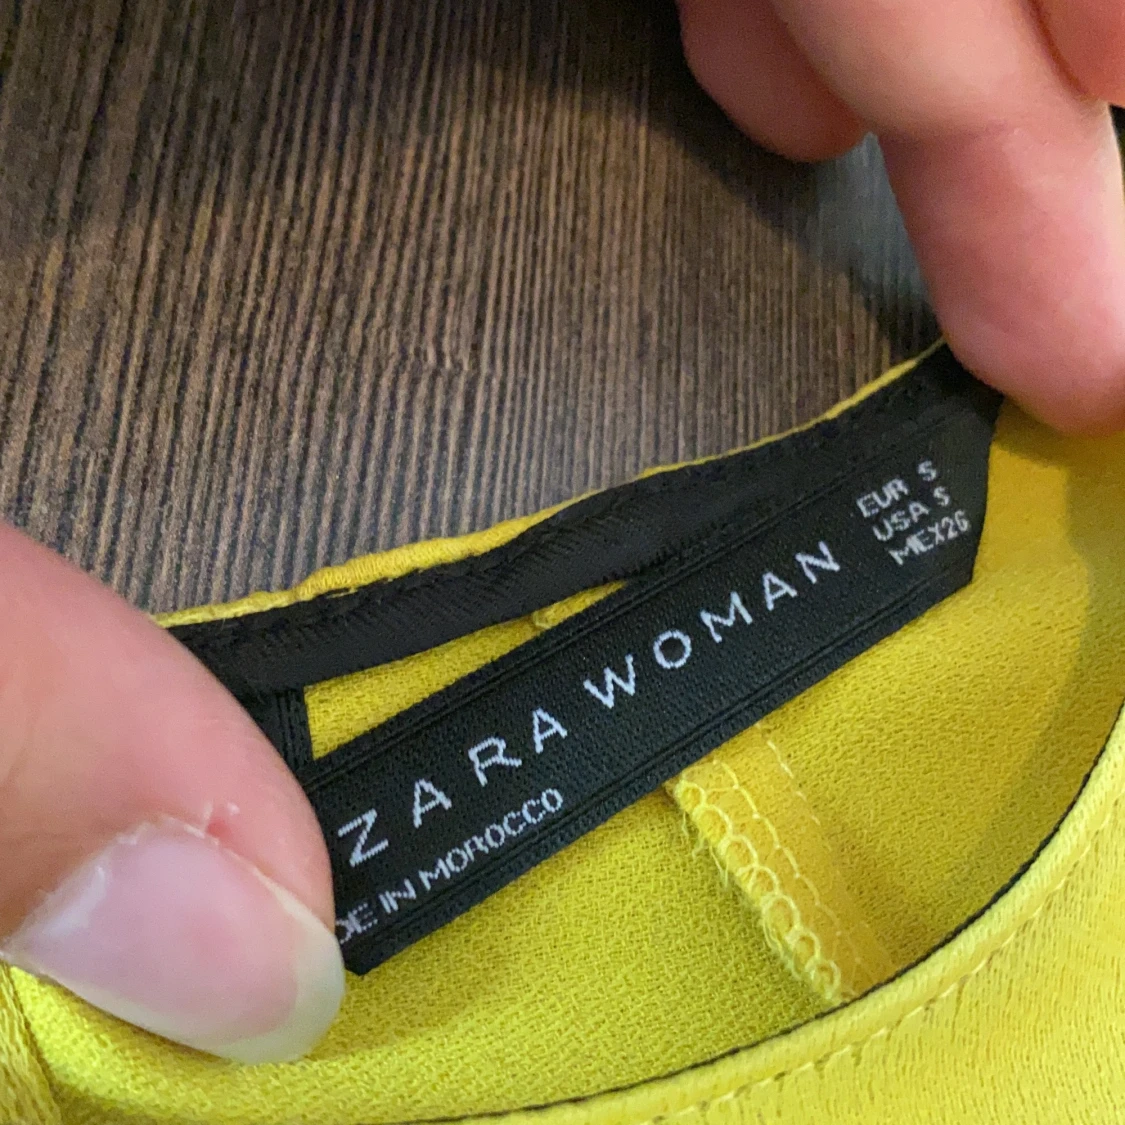 ZARA WOMAN
DE IN MOROCCO
EUR S
USA S
MEX26